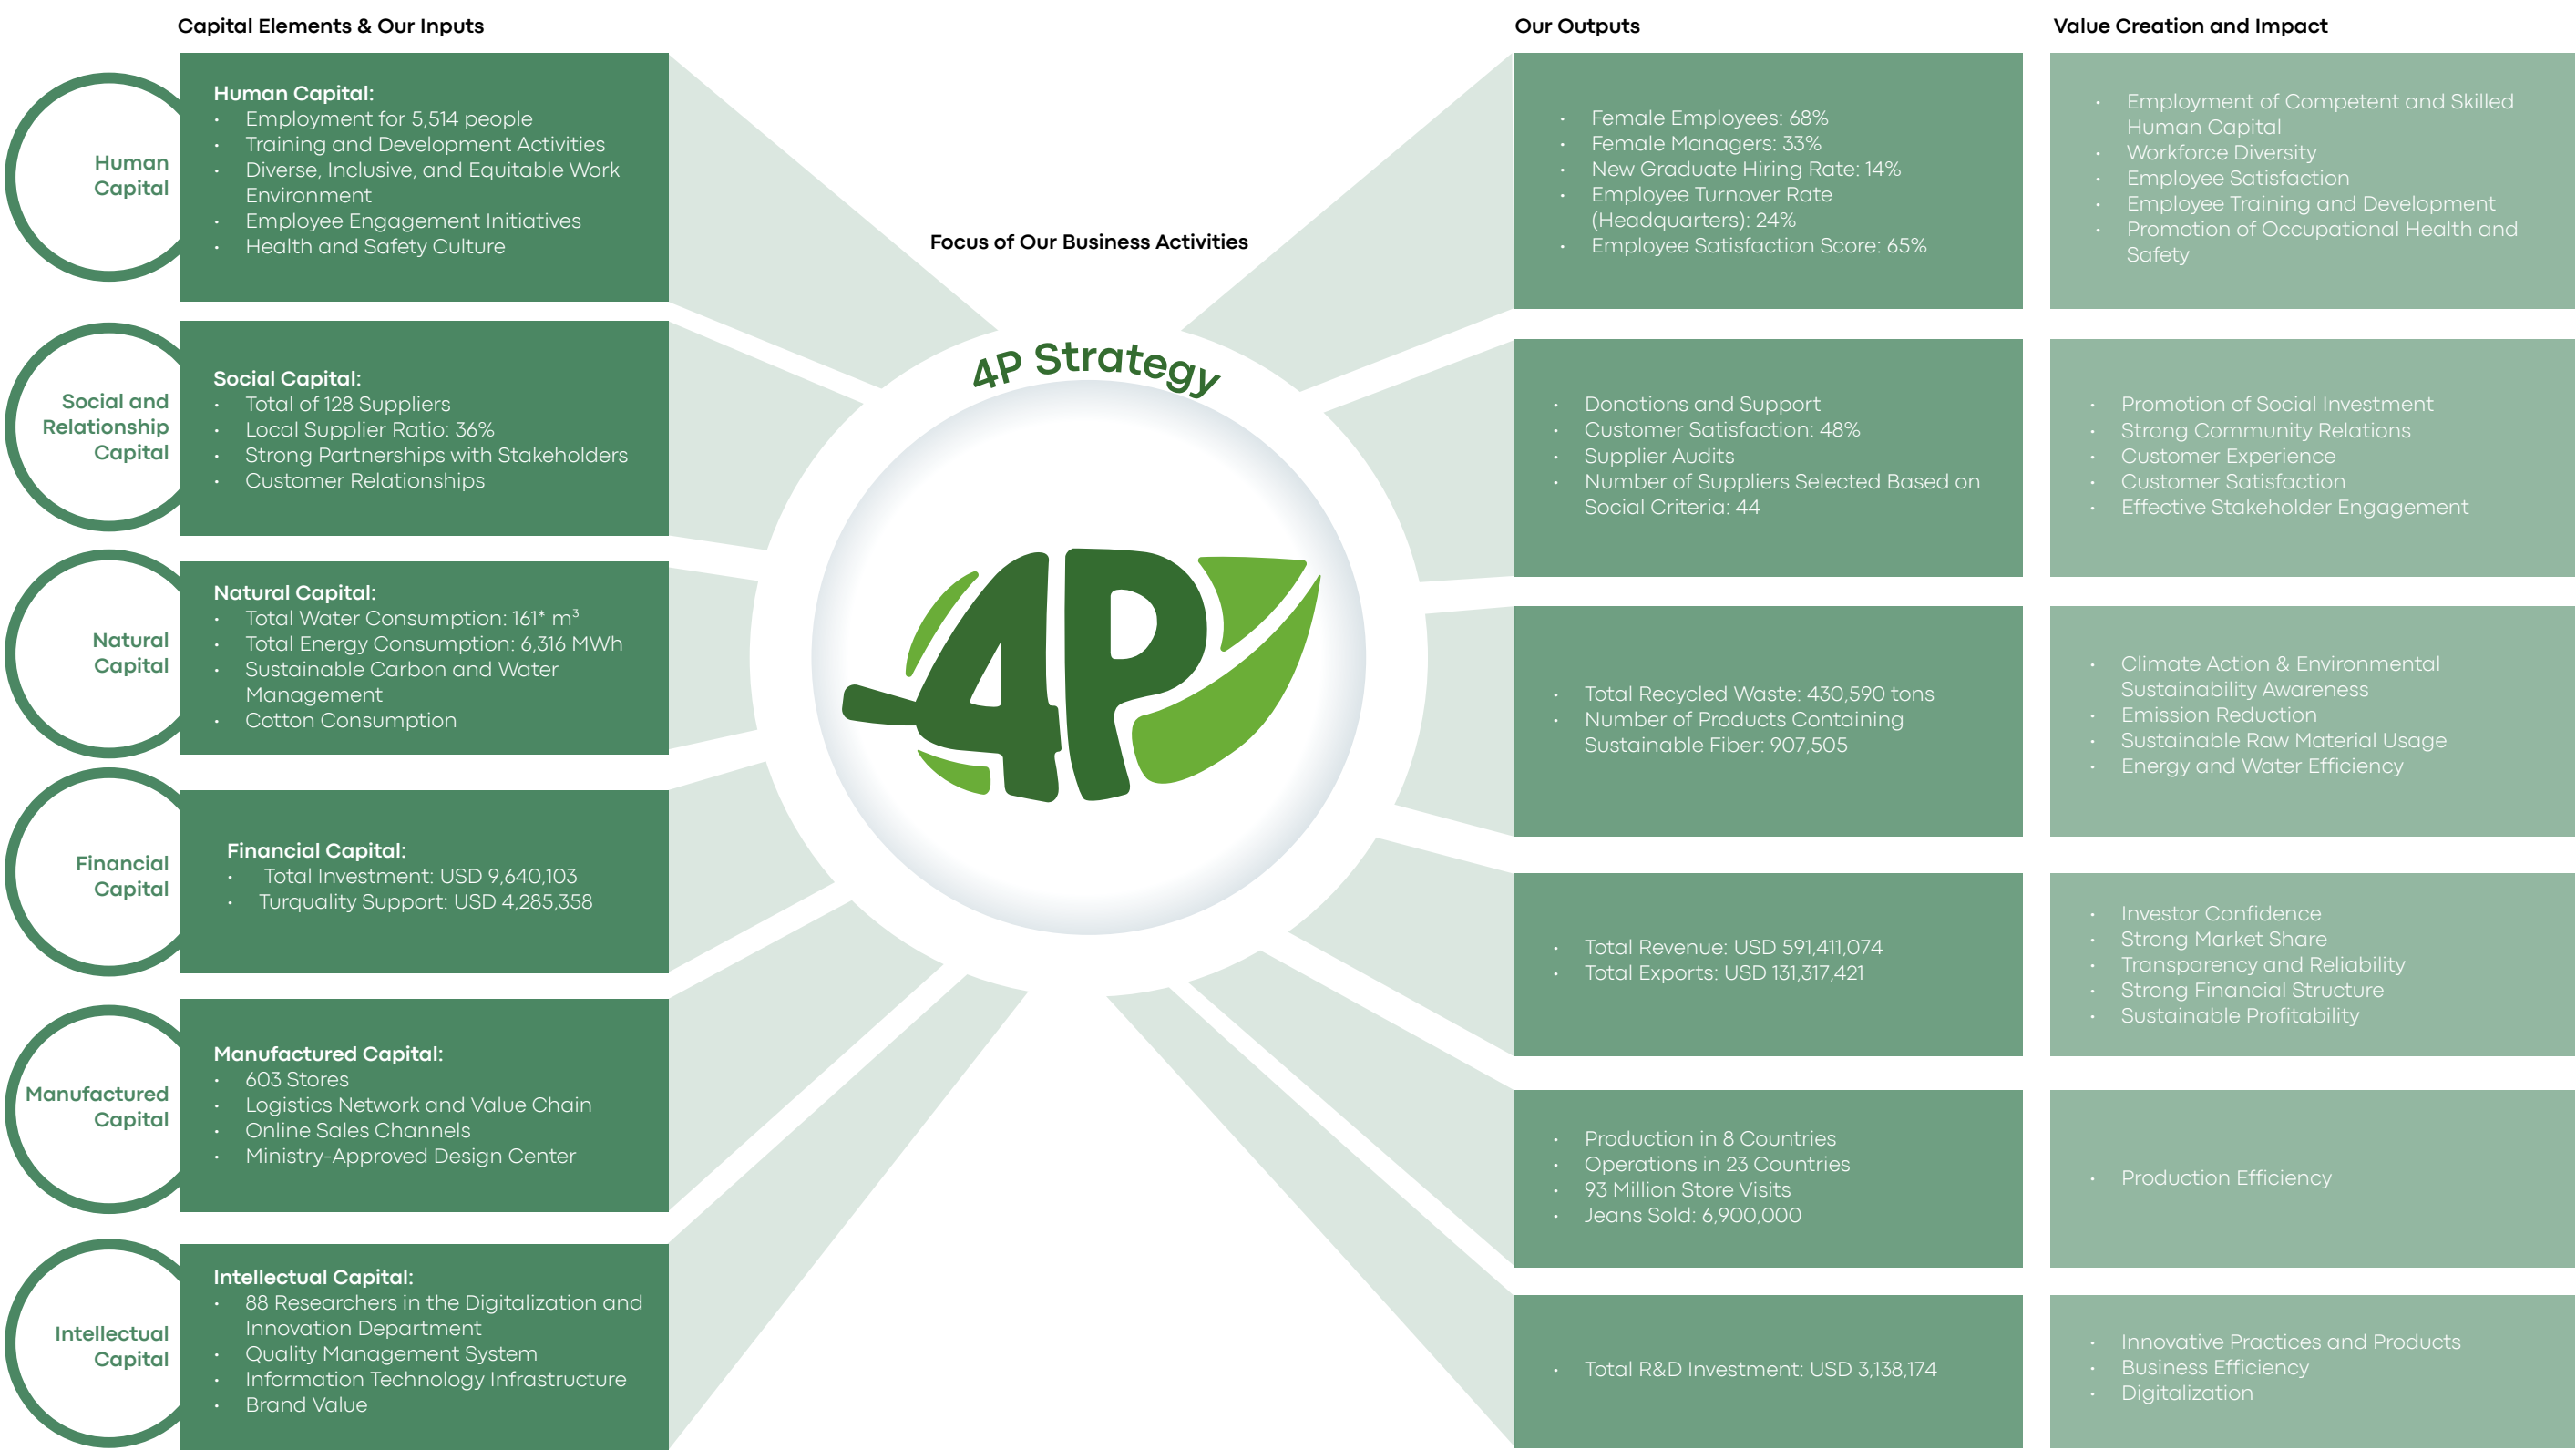 Capital Elements & Our Inputs
Human
Capital
Human Capital:
• Employment for 5,514 people
• Training and Development Activities
• Diverse, Inclusive, and Equitable Work
Environment
• Employee Engagement Initiatives
• Health and Safety Culture
Social and
Relationship
Capital
Social Capital:
• Total of 128 Suppliers
• Local Supplier Ratio: 36%
• Strong Partnerships with Stakeholders
• Customer Relationships
Natural
Capital
Natural Capital:
• Total Water Consumption: 161* m³
• Total Energy Consumption: 6,316 MWh
• Sustainable Carbon and Water
Management
• Cotton Consumption
Financial
Capital
Financial Capital:
• Total Investment: USD 9,640,103
• Turquality Support: USD 4,285,358
Manufactured
Capital
Manufactured Capital:
• 603 Stores
• Logistics Network and Value Chain
• Online Sales Channels
• Ministry-Approved Design Center
Intellectual
Capital
Intellectual Capital:
• 88 Researchers in the Digitalization and
Innovation Department
• Quality Management System
• Information Technology Infrastructure
• Brand Value
Focus of Our Business Activities
4P Strategy
4P
Our Outputs
• Female Employees: 68%
• Female Managers: 33%
• New Graduate Hiring Rate: 14%
• Employee Turnover Rate
(Headquarters): 24%
• Employee Satisfaction Score: 65%
• Donations and Support
• Customer Satisfaction: 48%
• Supplier Audits
• Number of Suppliers Selected Based on
Social Criteria: 44
• Total Recycled Waste: 430,590 tons
• Number of Products Containing
Sustainable Fiber: 907,505
• Total Revenue: USD 591,411,074
• Total Exports: USD 131,317,421
• Production in 8 Countries
• Operations in 23 Countries
• 93 Million Store Visits
• Jeans Sold: 6,900,000
• Total R&D Investment: USD 3,138,174
Value Creation and Impact
• Employment of Competent and Skilled
Human Capital
• Workforce Diversity
• Employee Satisfaction
• Employee Training and Development
• Promotion of Occupational Health and
Safety
• Promotion of Social Investment
• Strong Community Relations
• Customer Experience
• Customer Satisfaction
• Effective Stakeholder Engagement
• Climate Action & Environmental
Sustainability Awareness
• Emission Reduction
• Sustainable Raw Material Usage
• Energy and Water Efficiency
• Investor Confidence
• Strong Market Share
• Transparency and Reliability
• Strong Financial Structure
• Sustainable Profitability
• Production Efficiency
• Innovative Practices and Products
• Business Efficiency
• Digitalization